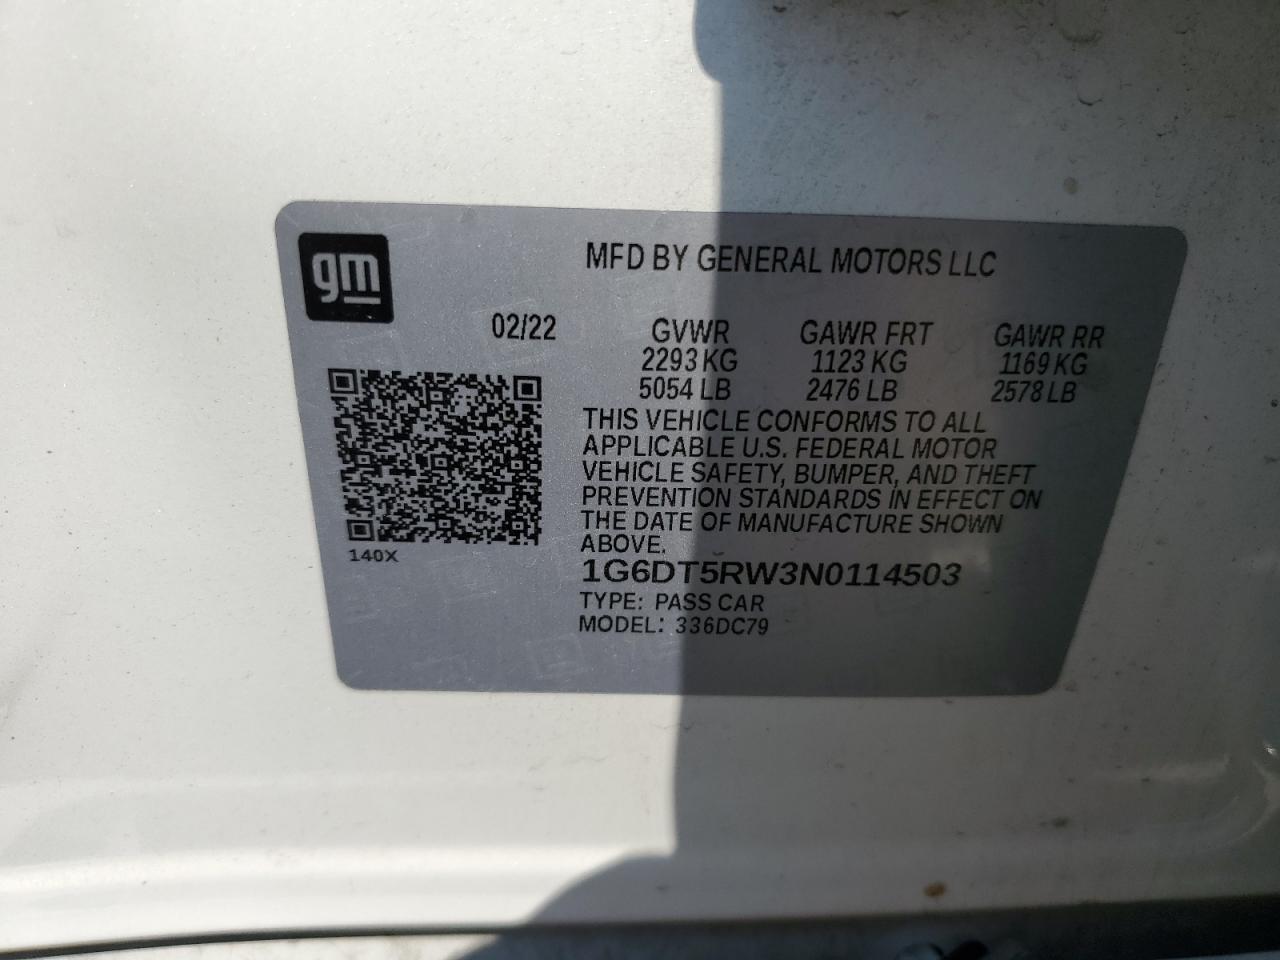 gm
MFD BY GENERAL MOTORS LLC
02/22 GVWR GAWR FRT GAWR RR
2293 KG 1123 KG 1169 KG
5054 LB 2476 LB 2578 LB
THIS VEHICLE CONFORMS TO ALL
APPLICABLE U.S. FEDERAL MOTOR
VEHICLE SAFETY, BUMPER, AND THEFT
PREVENTION STANDARDS IN EFFECT ON
THE DATE OF MANUFACTURE SHOWN
ABOVE.
140X
1G6DT5RW3N0114503
TYPE: PASS CAR
MODEL: 336DC79